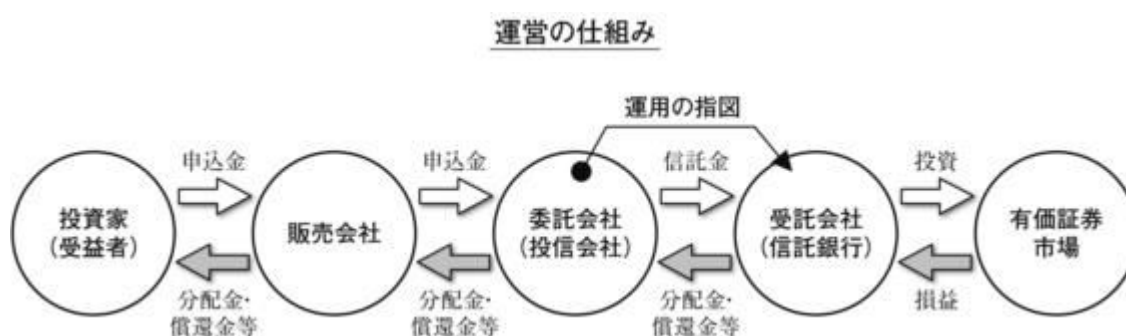 運営の仕組み
運用の指図
申込金
申込金
信託金
投資
投資家
（受益者）
販売会社
委託会社
（投信会社）
受託会社
（信託銀行）
有価証券
市場
分配金・
償還金等
分配金・
償還金等
分配金・
償還金等
損益